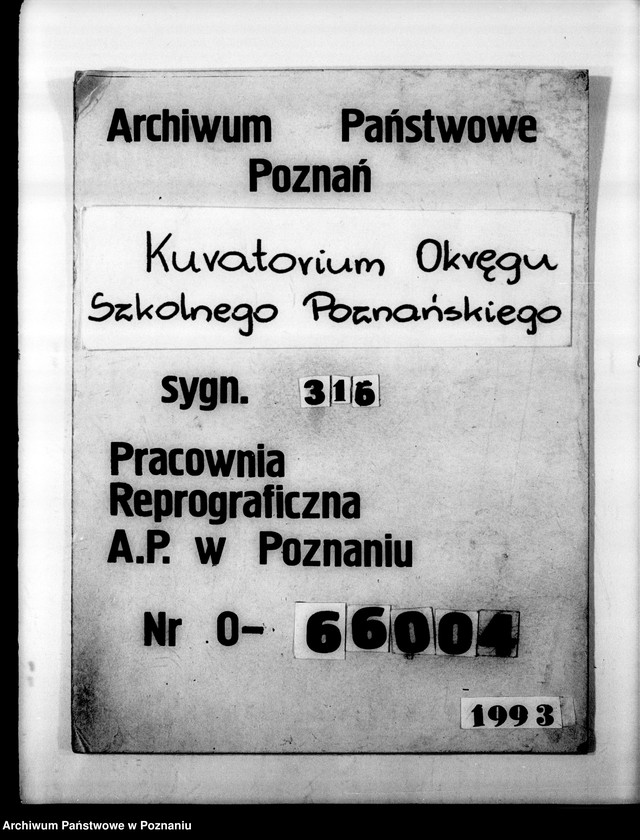 Archiwum Państwowe
Poznań
Kuratorium Okręgu
Szkolnego Poznańskiego
sygn. 316
Pracownia
Reprograficzna
A.P. w Poznaniu
Nr 0- 66004
1993
Archiwum Państwowe w Poznaniu